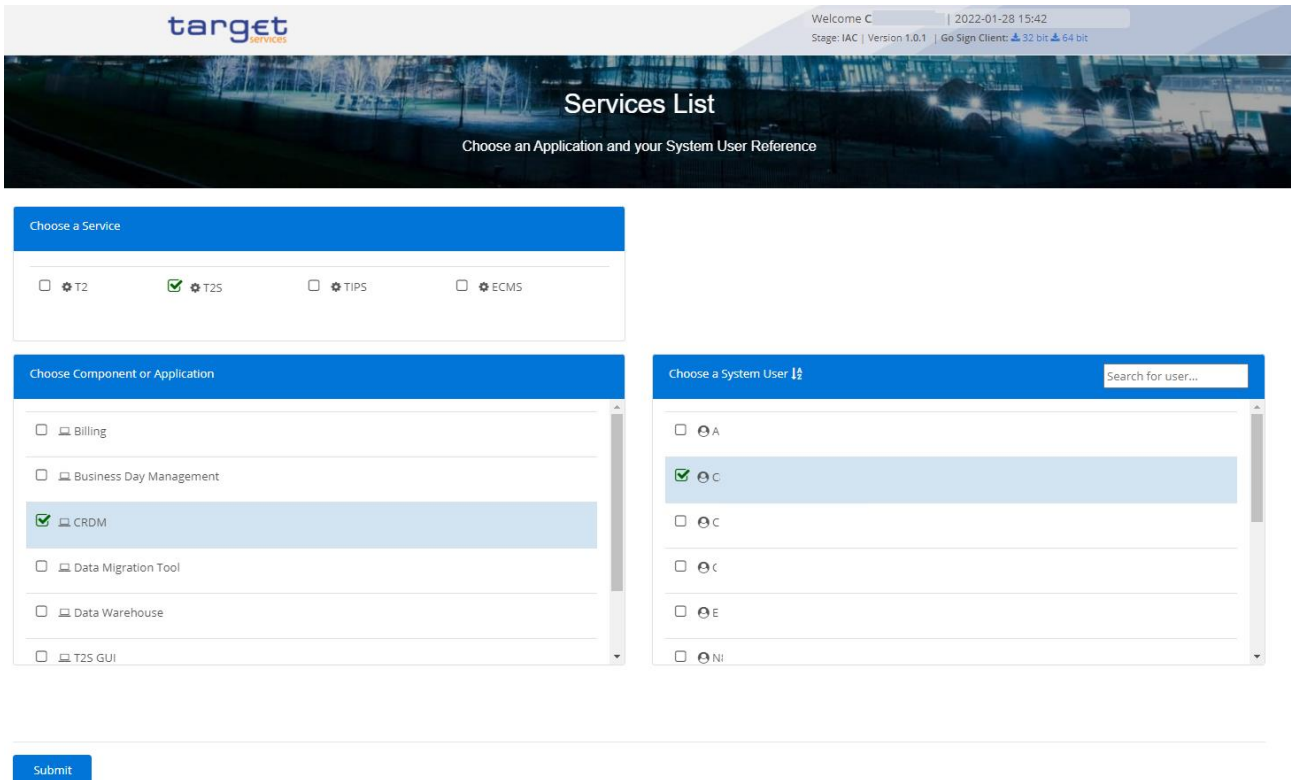 target
services
Welcome C | 2022-01-28 15:42
Stage: IAC | Version 1.0.1 | Go Sign Client: 32 bit 64 bit
Services List
Choose an Application and your System User Reference
Choose a Service
T2 T2S TIPS ECMS
Choose Component or Application
Billing
Business Day Management
CRDM
Data Migration Tool
Data Warehouse
T2S GUI
Choose a System User
Search for user...
A
C
C
E
Submit